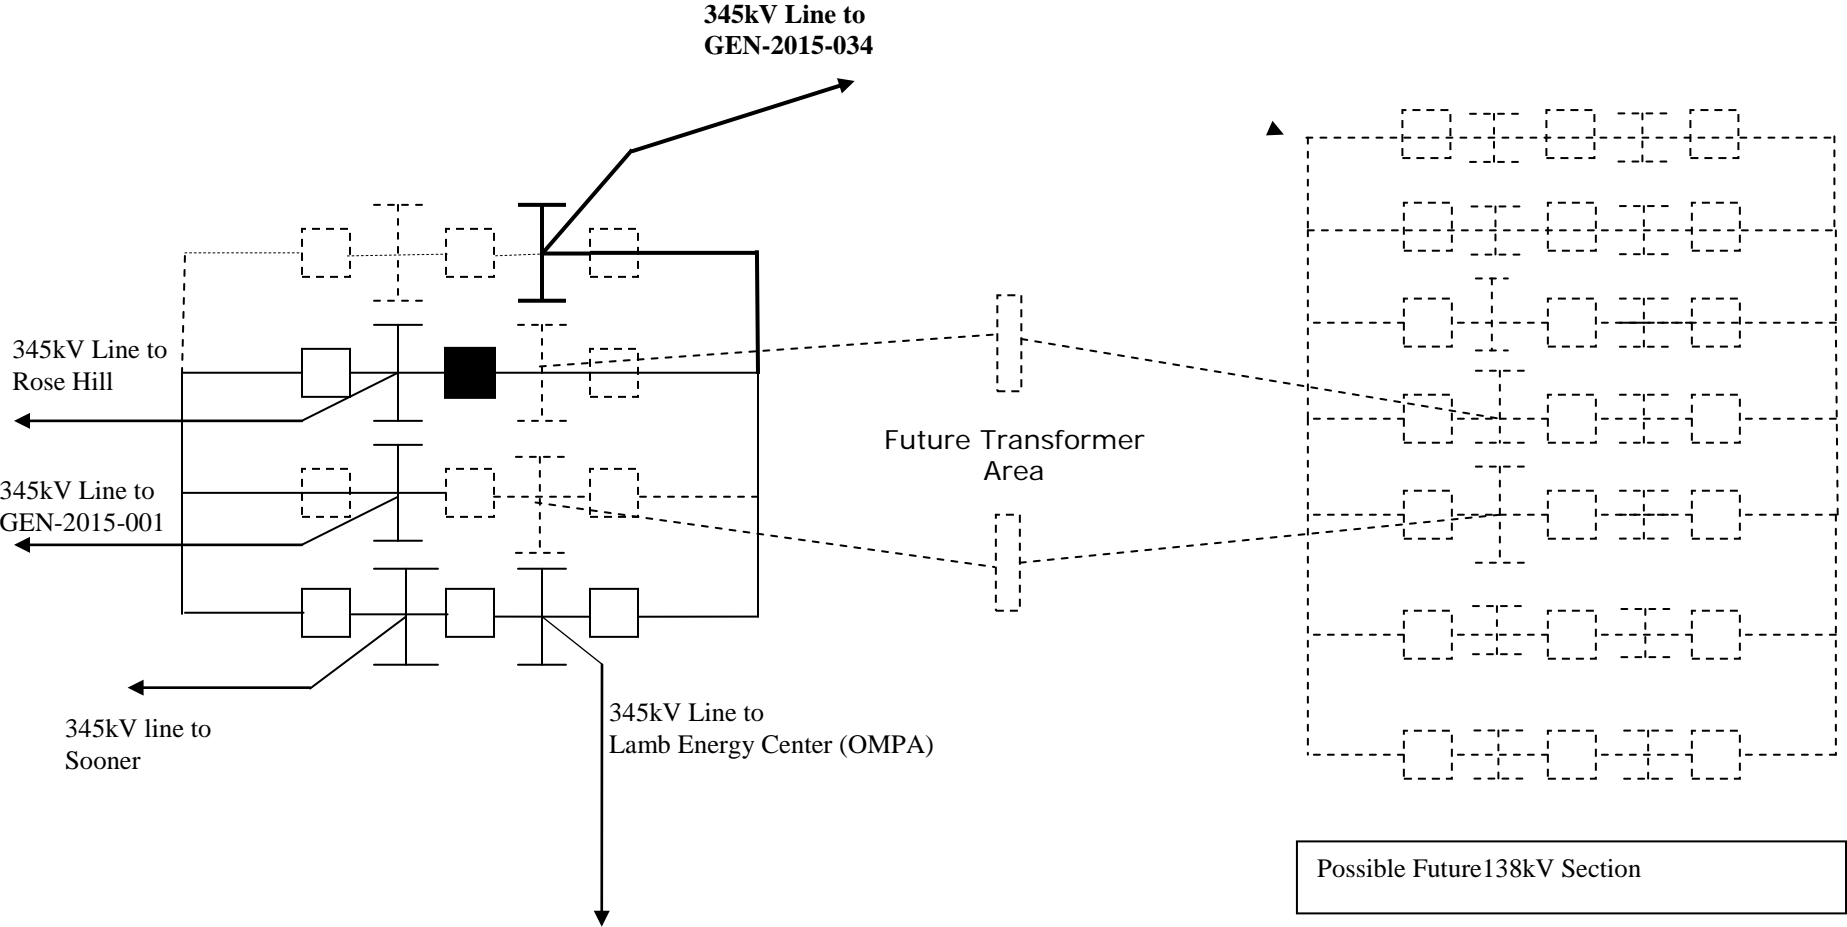 345kV Line to
GEN-2015-034
345kV Line to
Rose Hill
345kV Line to
GEN-2015-001
Future Transformer
Area
345kV line to
Sooner
345kV Line to
Lamb Energy Center (OMPA)
Possible Future138kV Section